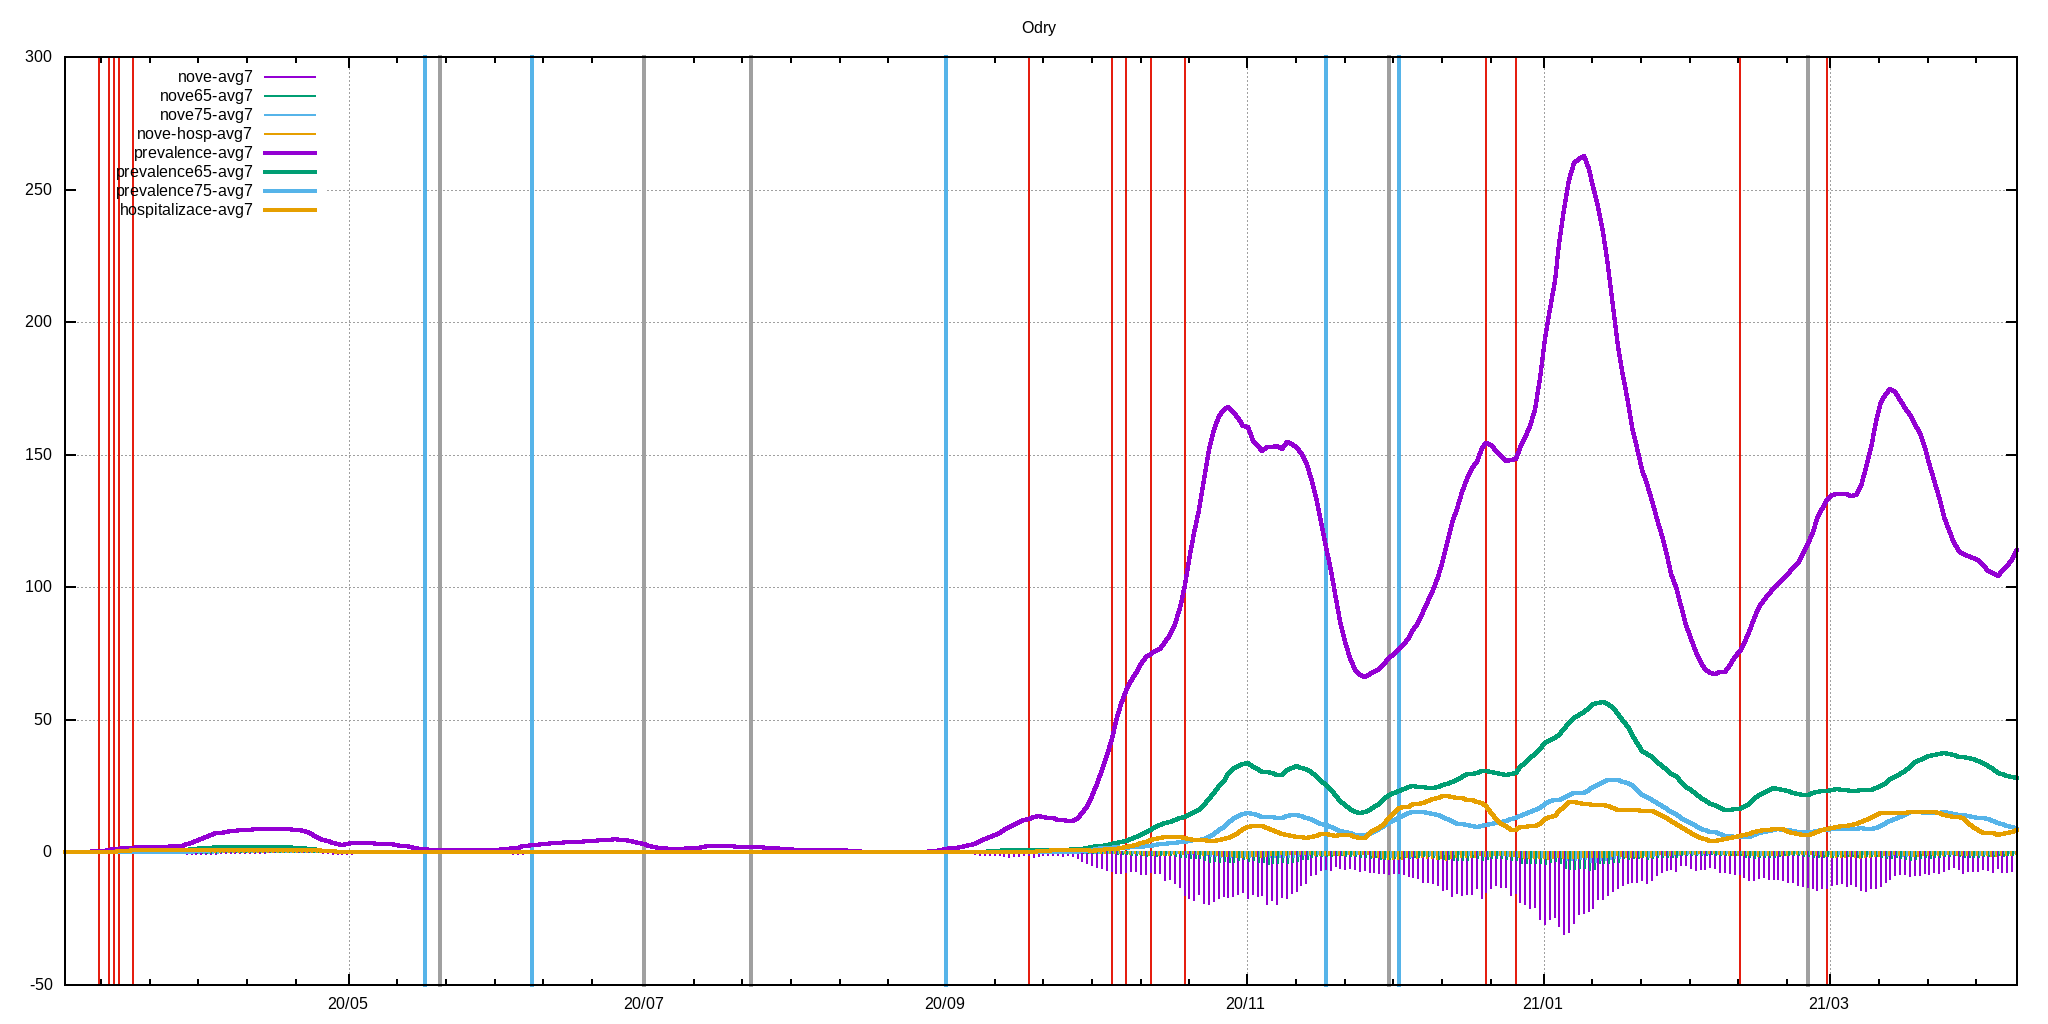 Odry
300
250
200
150
100
50
0
-50
nove-avg7
nove65-avg7
nove75-avg7
nove-hosp-avg7
prevalence-avg7
prevalence65-avg7
prevalence75-avg7
hospitalizace-avg7
20/05 20/07 20/09 20/11 21/01 21/03